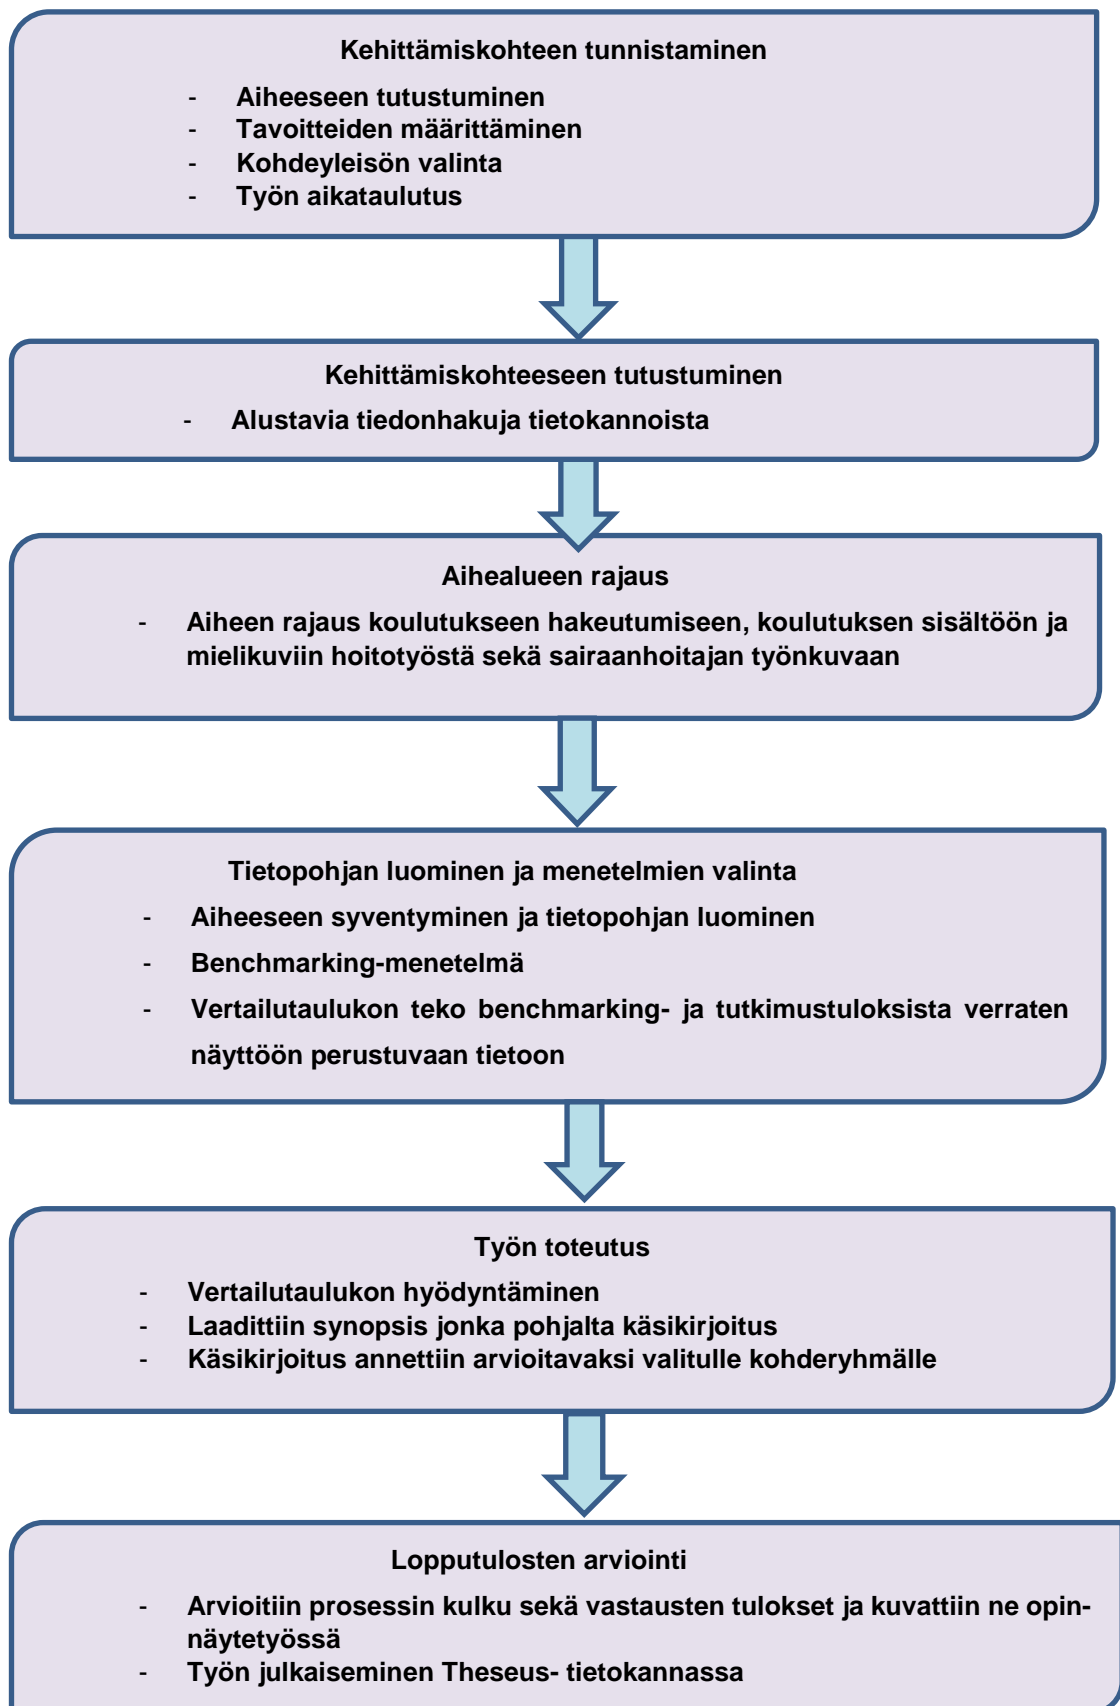 Kehittämiskohteen tunnistaminen
- Aiheeseen tutustuminen
- Tavoitteiden määrittäminen
- Kohdeyleisön valinta
- Työn aikataulutus
Kehittämiskohteeseen tutustuminen
- Alustavia tiedonhakuja tietokannoista
Aihealueen rajaus
- Aiheen rajaus koulutukseen hakeutumiseen, koulutuksen sisältöön ja
mielikuviin hoitotyöstä sekä sairaanhoitajan työnkuvaan
Tietopohjan luominen ja menetelmien valinta
- Aiheeseen syventyminen ja tietopohjan luominen
- Benchmarking-menetelmä
- Vertailutaulukon teko benchmarking- ja tutkimustuloksista verraten
näyttöön perustuvaan tietoon
Työn toteutus
- Vertailutaulukon hyödyntäminen
- Laadittiin synopsis jonka pohjalta käsikirjoitus
- Käsikirjoitus annettiin arvioitavaksi valitulle kohderyhmälle
Lopputulosten arviointi
- Arvioitiin prosessin kulku sekä vastausten tulokset ja kuvattiin ne opin-
näytetyössä
- Työn julkaiseminen Theseus- tietokannassa